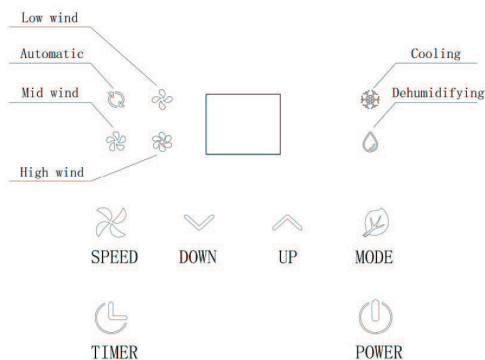 Low wind
Automatic
Cooling
Mid wind
Dehumidifying
High wind
SPEED DOWN UP MODE
TIMER POWER